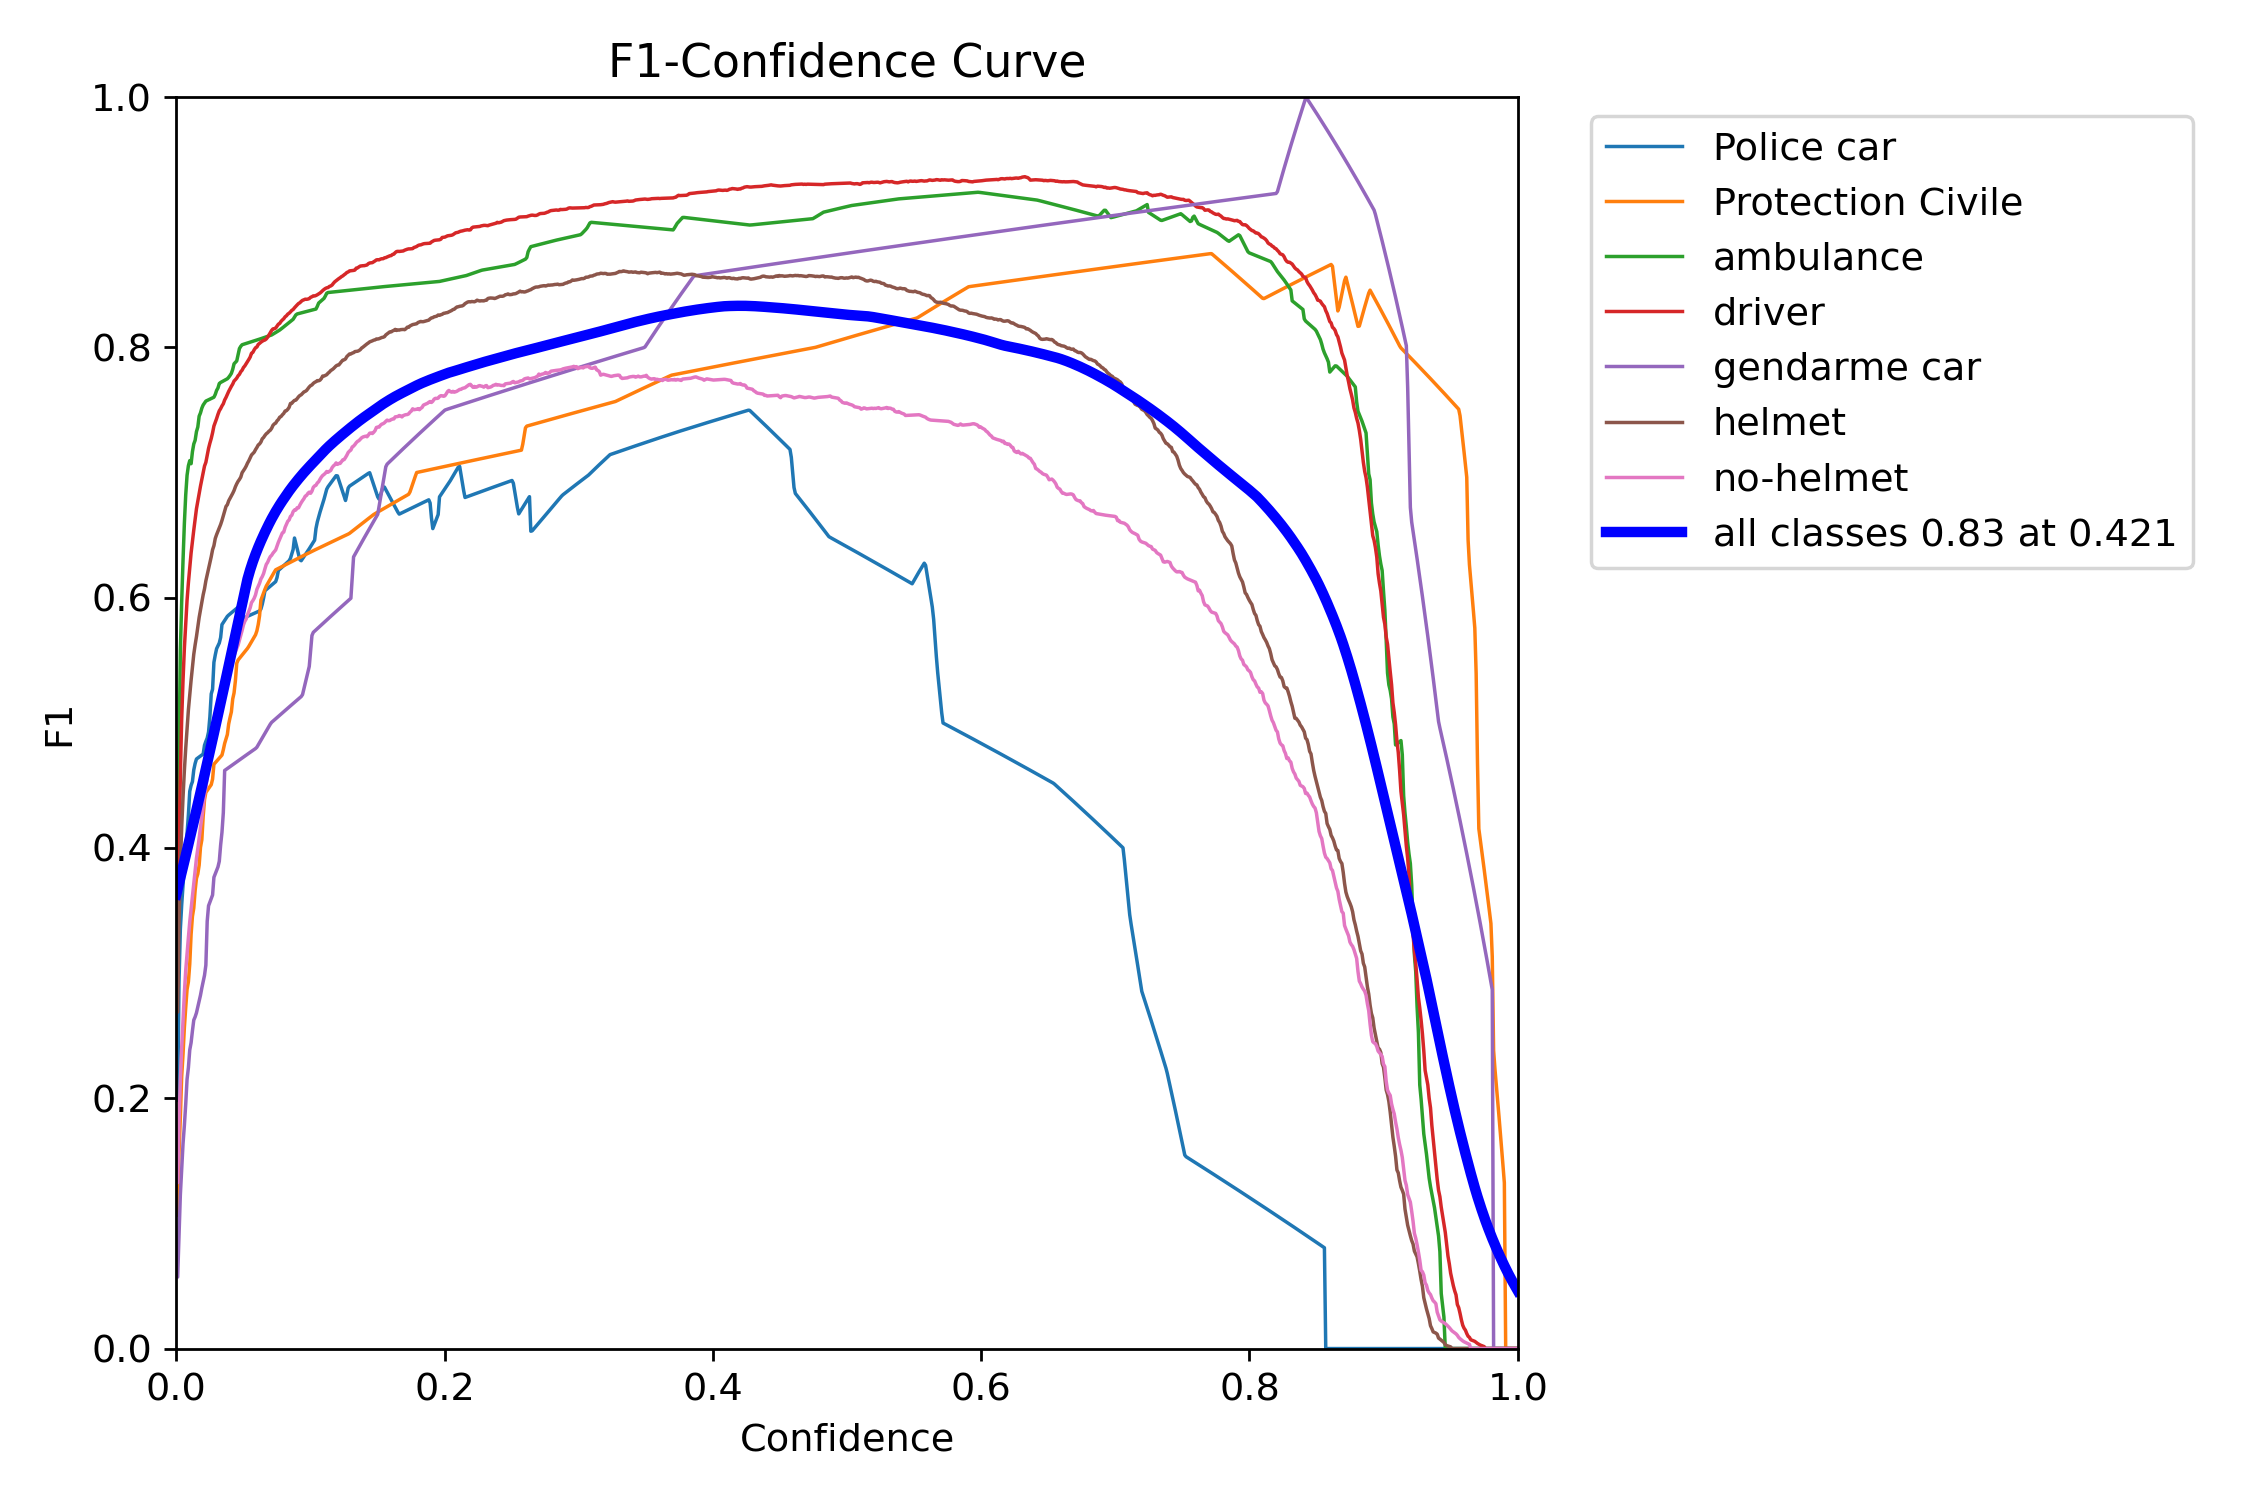 F1-Confidence Curve
1.0
0.8
0.6
0.4
0.2
0.0
F1
0.0 0.2 0.4 0.6 0.8 1.0
Confidence
Police car
Protection Civile
ambulance
driver
gendarme car
helmet
no-helmet
all classes 0.83 at 0.421